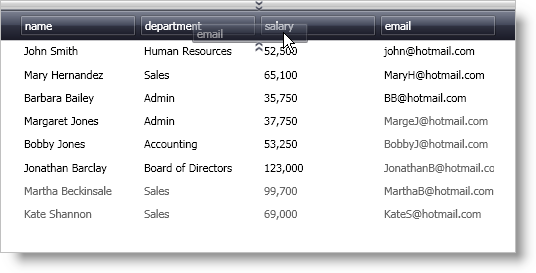 name department salary email
email
John Smith Human Resources 52,500 john@hotmail.com
Mary Hernandez Sales 65,100 MaryH@hotmail.com
Barbara Bailey Admin 37,750 BB@hotmail.com
Margaret Jones Admin 35,750 MargeJ@hotmail.com
Bobby Jones Accounting 53,250 BobbyJ@hotmail.com
Jonathan Barclay Board of Directors 123,000 JonathanB@hotmail.cc
Martha Beckinsale Sales 99,700 MarthaB@hotmail.com
Kate Shannon Sales 69,000 KateS@hotmail.com